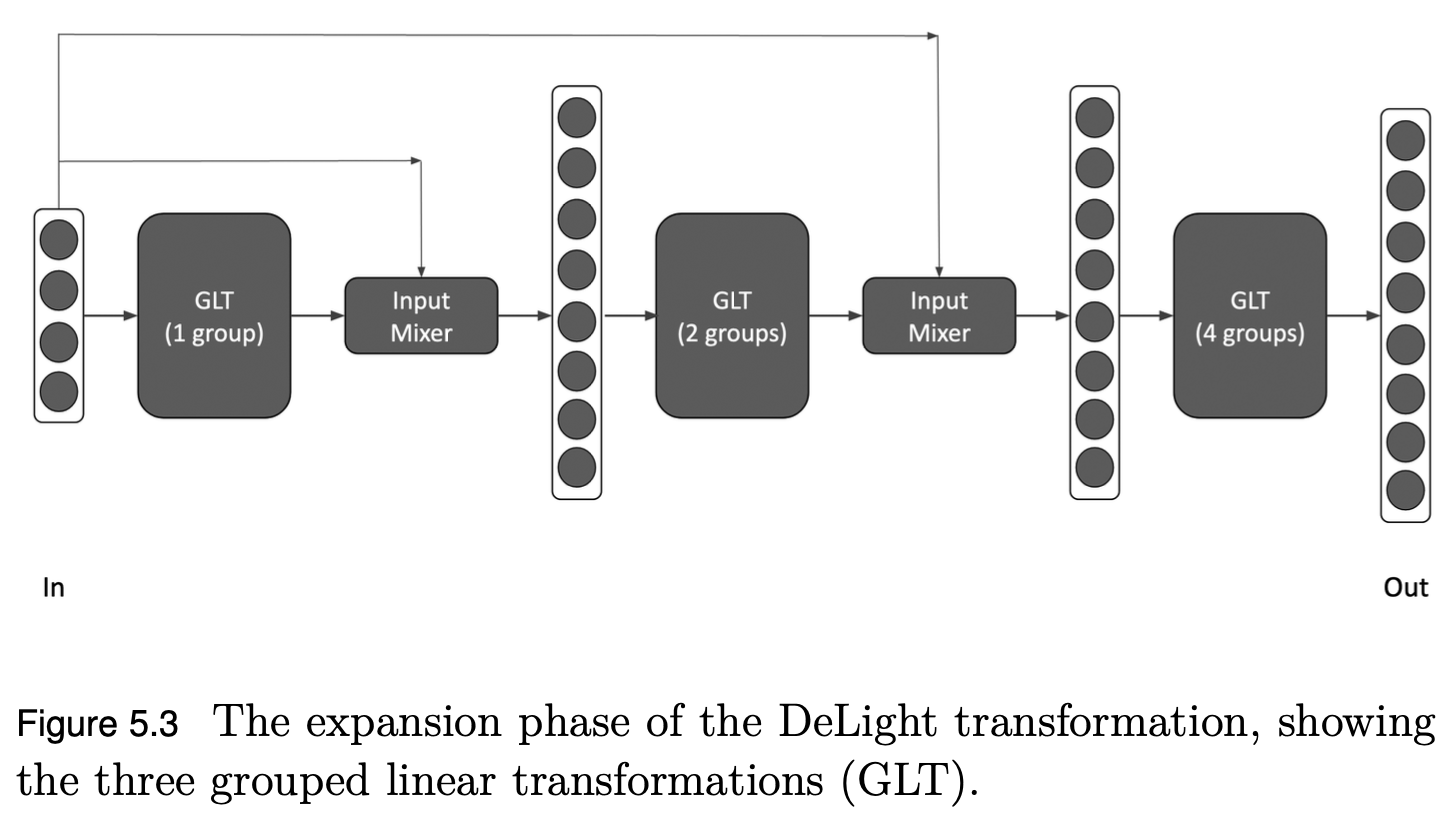 GLT
(1 group)
Input
Mixer
GLT
(2 groups)
Input
Mixer
GLT
(4 groups)
In
Out
Figure 5.3 The expansion phase of the DeLight transformation, showing
the three grouped linear transformations (GLT).